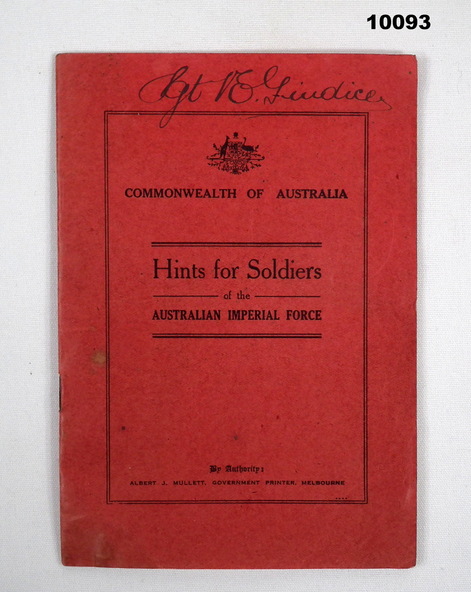 10093
Sgt V.E. Giudice
COMMONWEALTH OF AUSTRALIA
Hints for Soldiers
of the
AUSTRALIAN IMPERIAL FORCE
By Authority:
ALBERT J. MULLETT, GOVERNMENT PRINTER, MELBOURNE